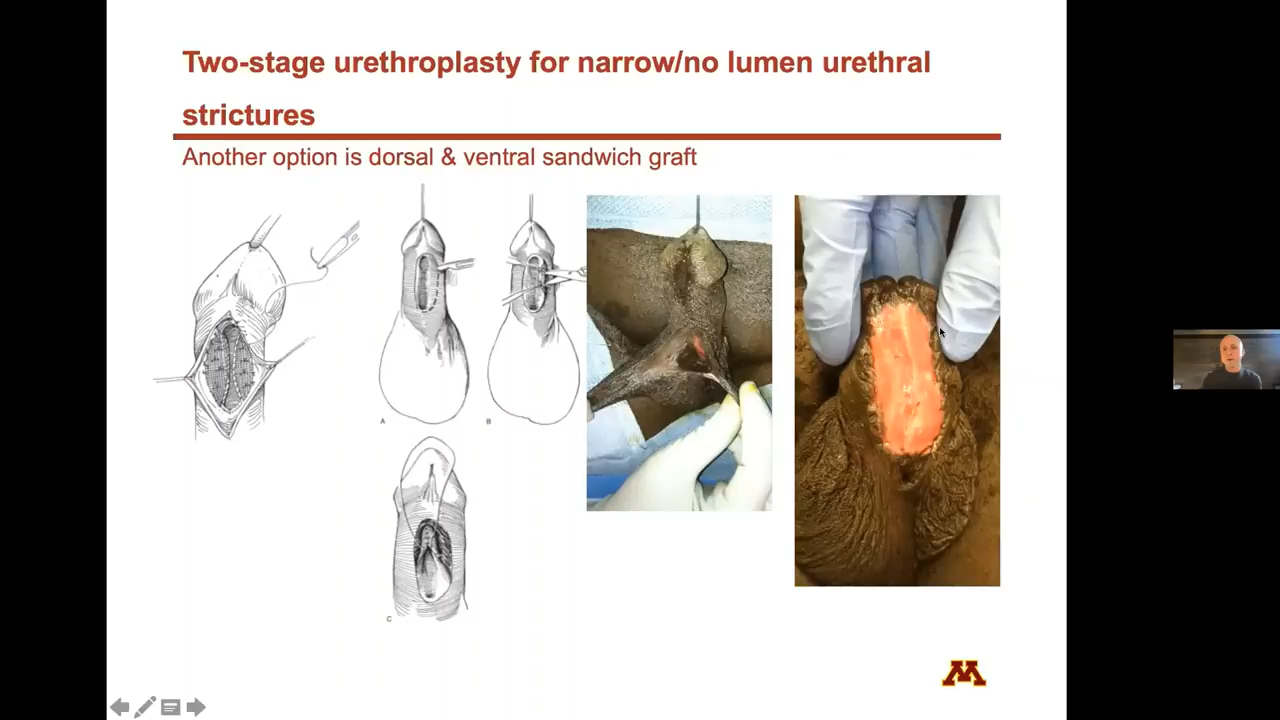 Two-stage urethroplasty for narrow/no lumen urethral
strictures
Another option is dorsal & ventral sandwich graft
A
B
C
M